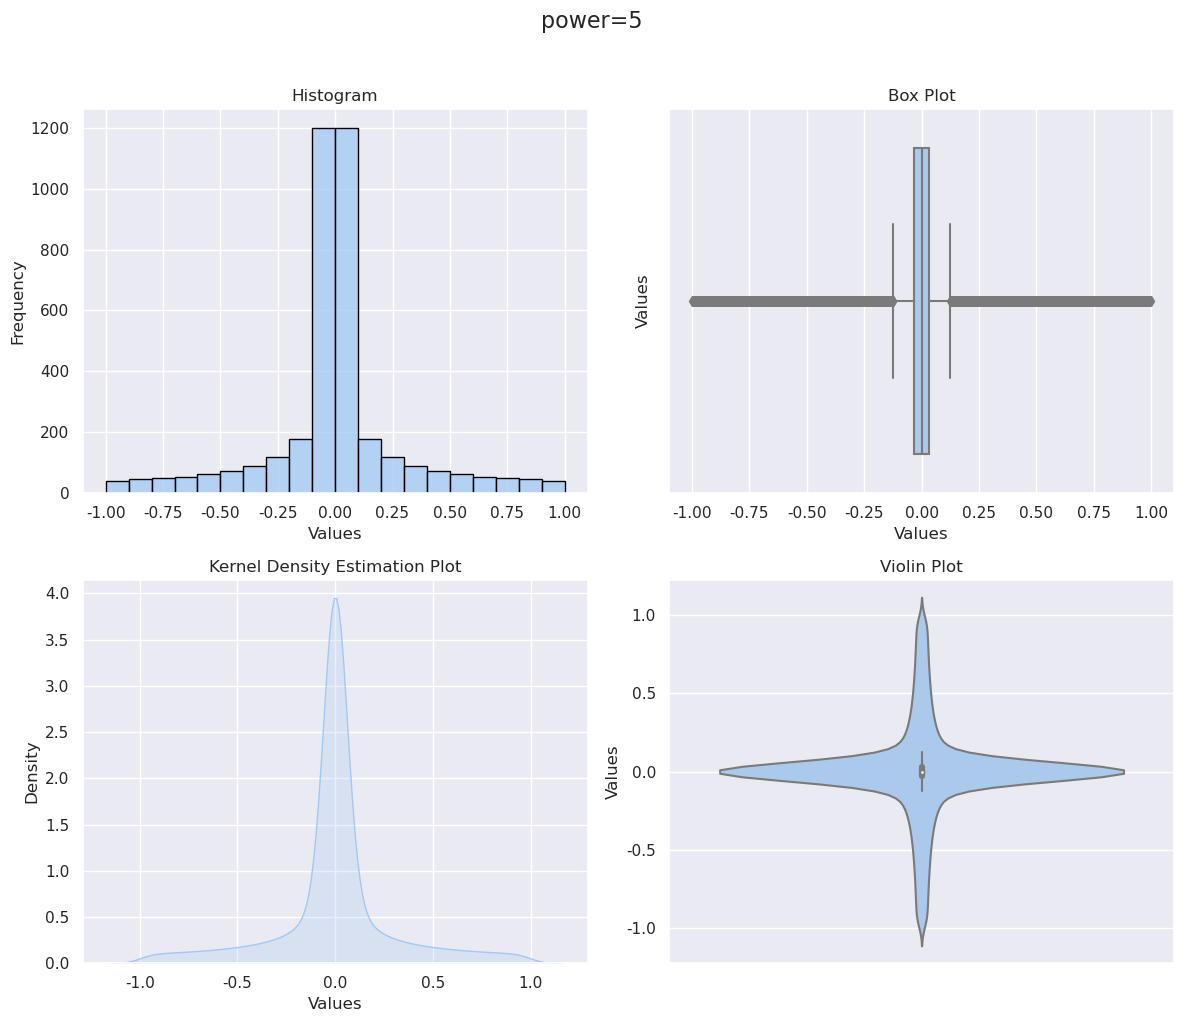 power=5
Histogram
1200
1000
800
600
400
200
0
Frequency
-1.00 -0.75 -0.50 -0.25 0.00 0.25 0.50 0.75 1.00
Values
Box Plot
Values
-1.00 -0.75 -0.50 -0.25 0.00 0.25 0.50 0.75 1.00
Values
Kernel Density Estimation Plot
4.0
3.5
3.0
2.5
2.0
1.5
1.0
0.5
0.0
Density
-1.0 -0.5 0.0 0.5 1.0
Values
Violin Plot
1.0
0.5
0.0
-0.5
-1.0
Values